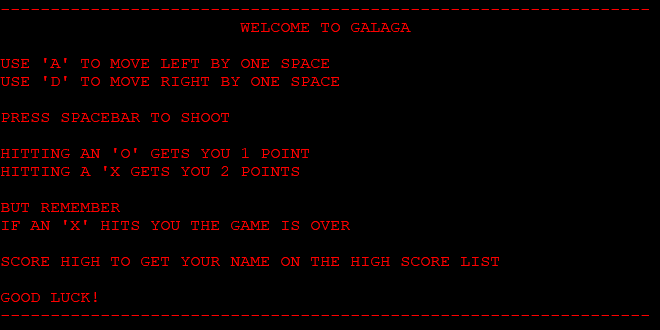 -----------------------------------------------------------------
WELCOME TO GALAGA
USE 'A' TO MOVE LEFT BY ONE SPACE
USE 'D' TO MOVE RIGHT BY ONE SPACE
PRESS SPACEBAR TO SHOOT
HITTING AN 'O' GETS YOU 1 POINT
HITTING A 'X GETS YOU 2 POINTS
BUT REMEMBER
IF AN 'X' HITS YOU THE GAME IS OVER
SCORE HIGH TO GET YOUR NAME ON THE HIGH SCORE LIST
GOOD LUCK!
-----------------------------------------------------------------